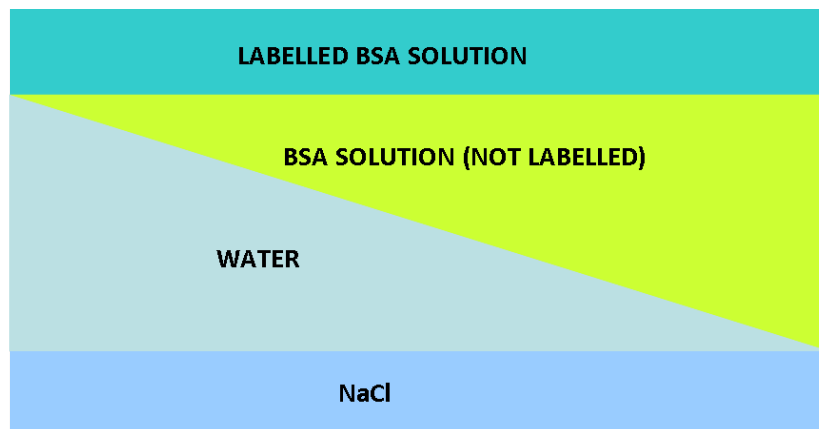 LABELLED BSA SOLUTION
BSA SOLUTION (NOT LABELLED)
WATER
NaCl